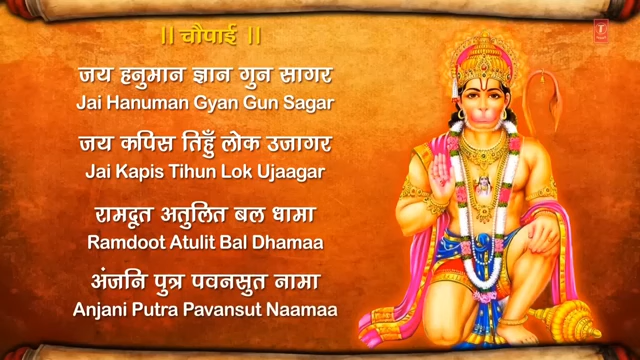 ॥ चौपाई ॥
जय हनुमान ज्ञान गुन सागर
Jai Hanuman Gyan Gun Sagar
जय कपिस तिहुँ लोक उजागर
Jai Kapis Tihun Lok Ujaagar
रामदूत अतुलित बल धामा
Ramdoot Atulit Bal Dhamaa
अंजनि पुत्र पवनसुत नामा
Anjani Putra Pavansut Naamaa